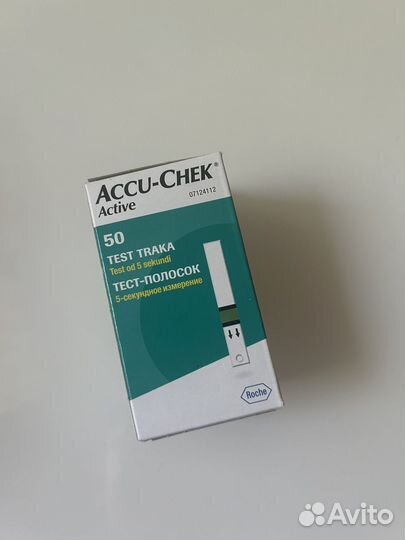 ACCU-CHEK®
Active
07124112
50
TEST TRAKA
Test od 5 sekundi
ТЕСТ-ПОЛОСОК
5-секундное измерение
Roche
Avito